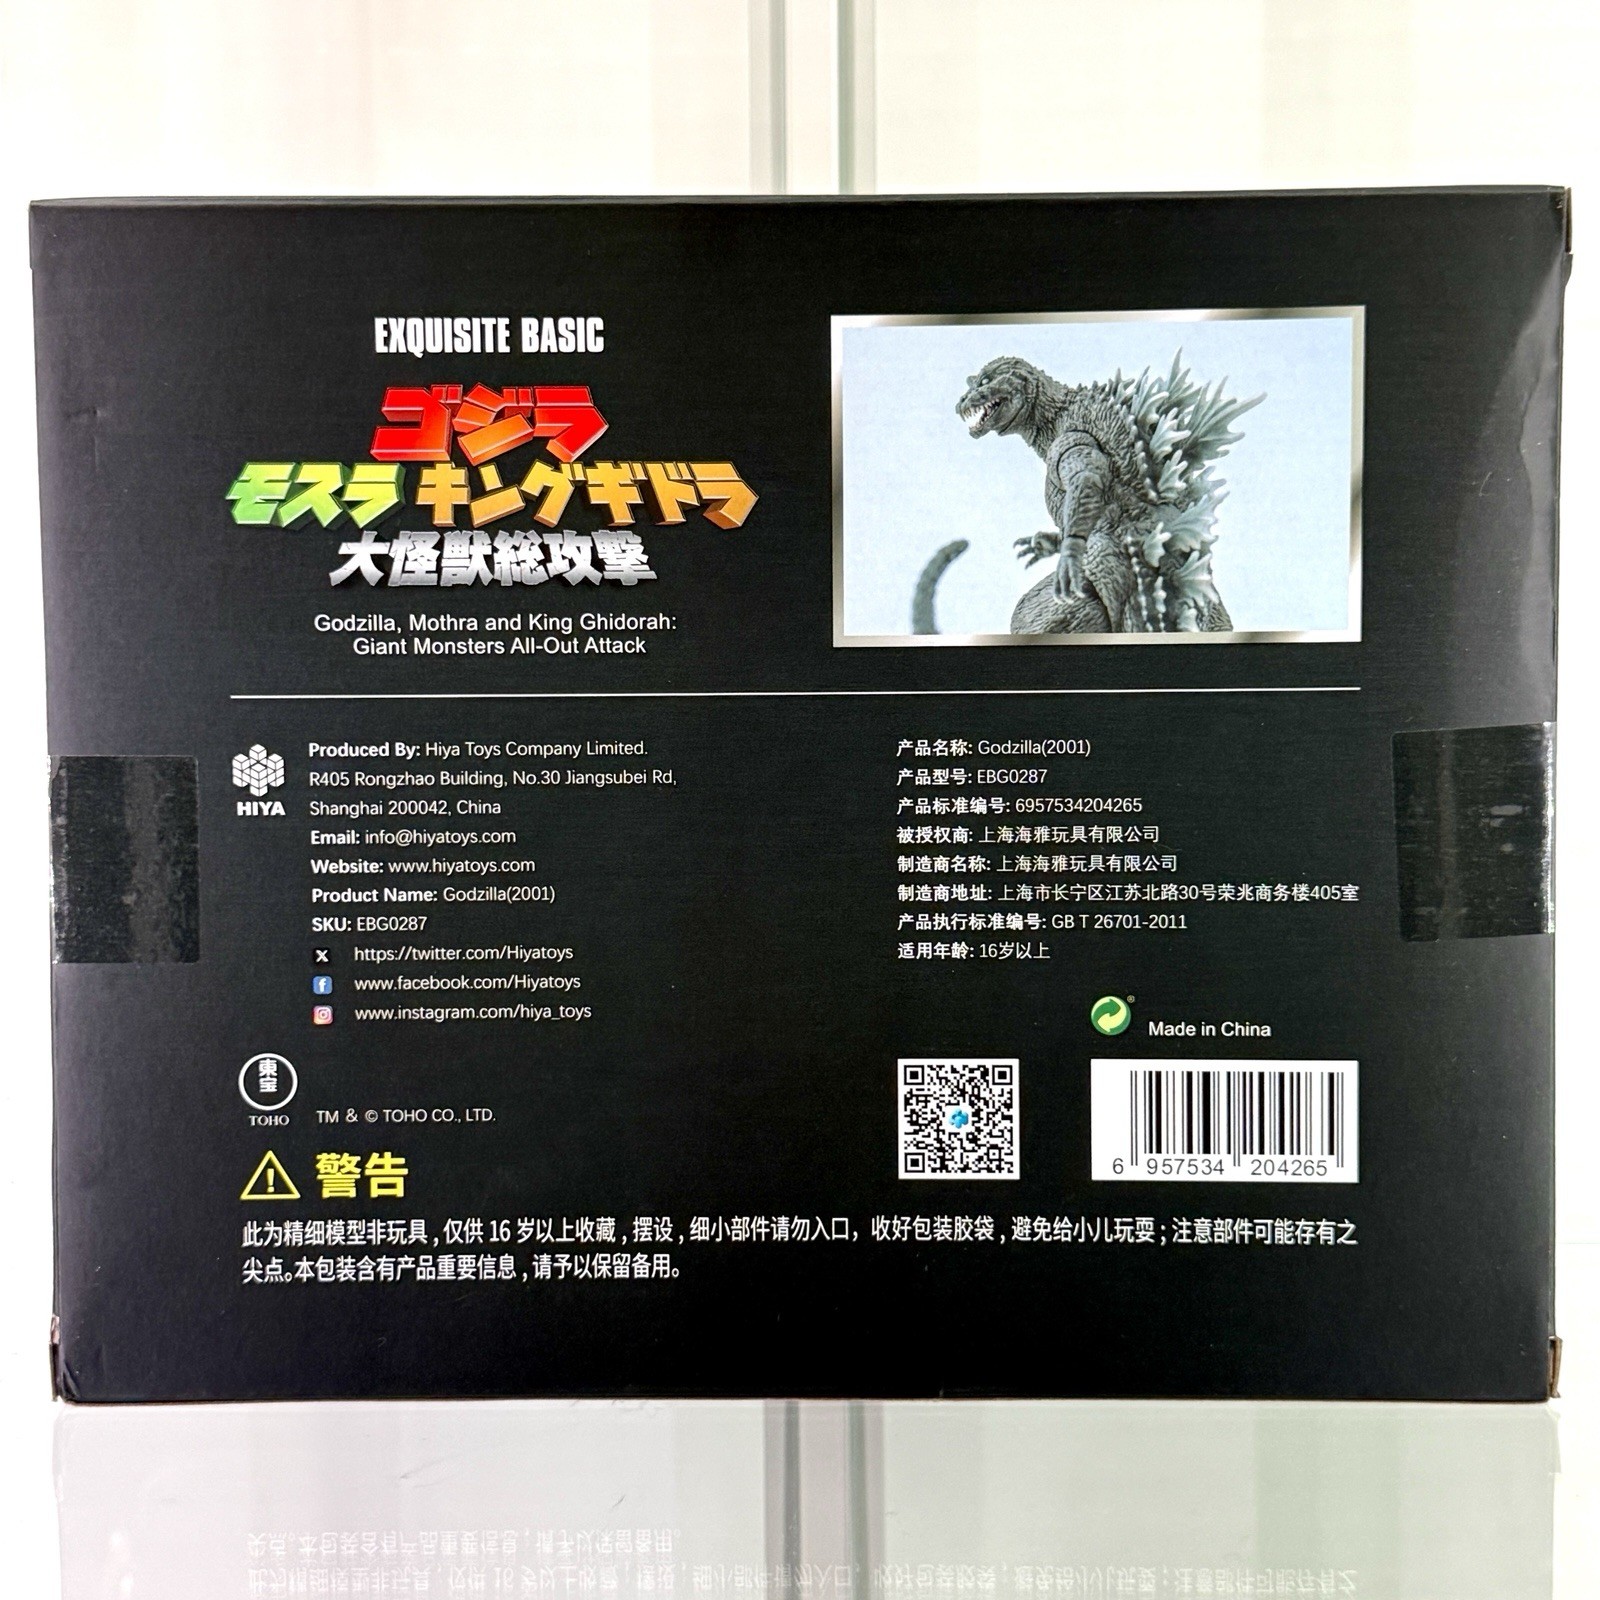 EXQUISITE BASIC
ゴジラ
モスラ キングギドラ
大怪獣総攻撃
Godzilla, Mothra and King Ghidorah:
Giant Monsters All-Out Attack
HIYA
Produced By: Hiya Toys Company Limited.
R405 Rongzhao Building, No.30 Jiangsubei Rd,
Shanghai 200042, China
Email: info@hiyatoys.com
Website: www.hiyatoys.com
Product Name: Godzilla(2001)
SKU: EBG0287
https://twitter.com/Hiyatoys
www.facebook.com/Hiyatoys
www.instagram.com/hiya_toys
产品名称: Godzilla(2001)
产品型号: EBG0287
产品标准编号: 6957534204265
被授权商: 上海海雅玩具有限公司
制造商名称: 上海海雅玩具有限公司
制造商地址: 上海市长宁区江苏北路30号荣兆商务楼405室
产品执行标准编号: GB T 26701-2011
适用年龄: 16岁以上
Made in China
東宝
TOHO
TM & © TOHO CO., LTD.
6 957534 204265
警告
此为精细模型非玩具,仅供 16 岁以上收藏,摆设,细小部件请勿入口，收好包装胶袋,避免给小儿玩耍;注意部件可能存有之
尖点。本包装含有产品重要信息,请予以保留备用。